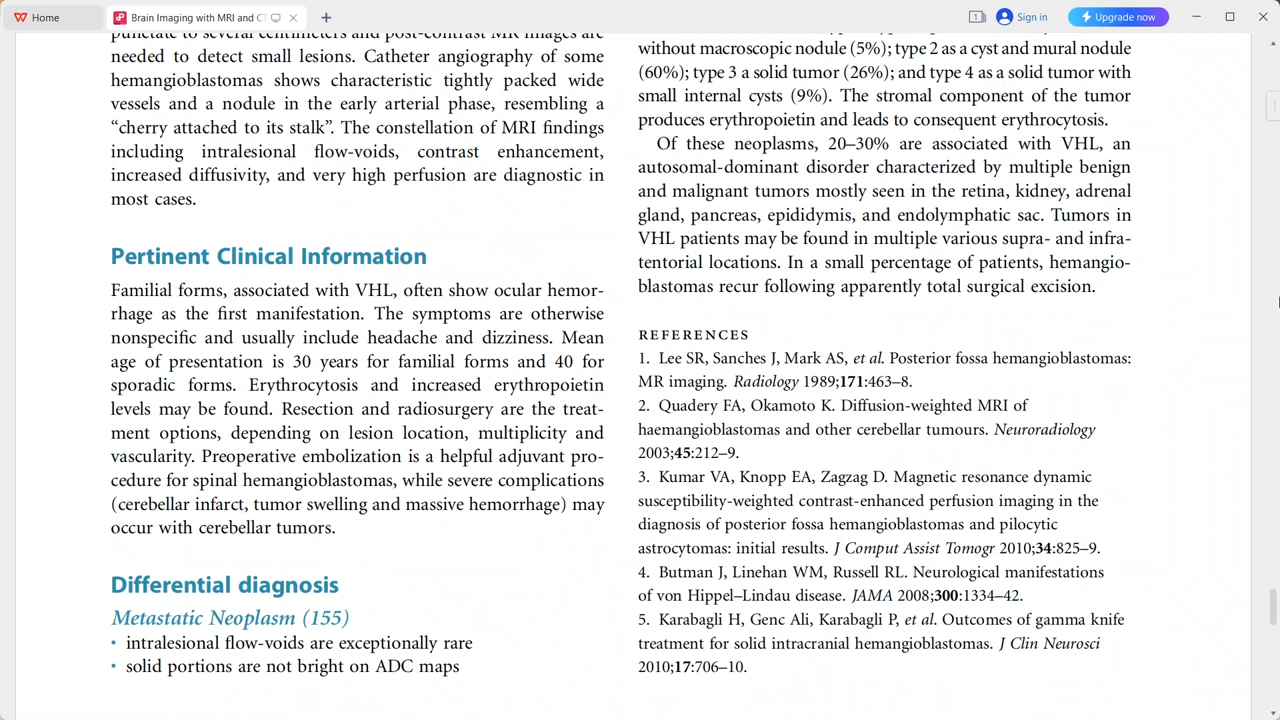 Home
Brain Imaging with MRI and C
Sign in
Upgrade now
punctate to several centimeters and post-contrast MR images are
needed to detect small lesions. Catheter angiography of some
hemangioblastomas shows characteristic tightly packed wide
vessels and a nodule in the early arterial phase, resembling a
“cherry attached to its stalk”. The constellation of MRI findings
including intralesional flow-voids, contrast enhancement,
increased diffusivity, and very high perfusion are diagnostic in
most cases.
Pertinent Clinical Information
Familial forms, associated with VHL, often show ocular hemor-
rhage as the first manifestation. The symptoms are otherwise
nonspecific and usually include headache and dizziness. Mean
age of presentation is 30 years for familial forms and 40 for
sporadic forms. Erythrocytosis and increased erythropoietin
levels may be found. Resection and radiosurgery are the treat-
ment options, depending on lesion location, multiplicity and
vascularity. Preoperative embolization is a helpful adjuvant pro-
cedure for spinal hemangioblastomas, while severe complications
(cerebellar infarct, tumor swelling and massive hemorrhage) may
occur with cerebellar tumors.
Differential diagnosis
Metastatic Neoplasm (155)
• intralesional flow-voids are exceptionally rare
• solid portions are not bright on ADC maps
without macroscopic nodule (5%); type 2 as a cyst and mural nodule
(60%); type 3 a solid tumor (26%); and type 4 as a solid tumor with
small internal cysts (9%). The stromal component of the tumor
produces erythropoietin and leads to consequent erythrocytosis.
Of these neoplasms, 20–30% are associated with VHL, an
autosomal-dominant disorder characterized by multiple benign
and malignant tumors mostly seen in the retina, kidney, adrenal
gland, pancreas, epididymis, and endolymphatic sac. Tumors in
VHL patients may be found in multiple various supra- and infra-
tentorial locations. In a small percentage of patients, hemangio-
blastomas recur following apparently total surgical excision.
REFERENCES
1. Lee SR, Sanches J, Mark AS, et al. Posterior fossa hemangioblastomas:
MR imaging. Radiology 1989;171:463–8.
2. Quadery FA, Okamoto K. Diffusion-weighted MRI of
haemangioblastomas and other cerebellar tumours. Neuroradiology
2003;45:212–9.
3. Kumar VA, Knopp EA, Zagzag D. Magnetic resonance dynamic
susceptibility-weighted contrast-enhanced perfusion imaging in the
diagnosis of posterior fossa hemangioblastomas and pilocytic
astrocytomas: initial results. J Comput Assist Tomogr 2010;34:825–9.
4. Butman J, Linehan WM, Russell RL. Neurological manifestations
of von Hippel–Lindau disease. JAMA 2008;300:1334–42.
5. Karabagli H, Genc Ali, Karabagli P, et al. Outcomes of gamma knife
treatment for solid intracranial hemangioblastomas. J Clin Neurosci
2010;17:706–10.